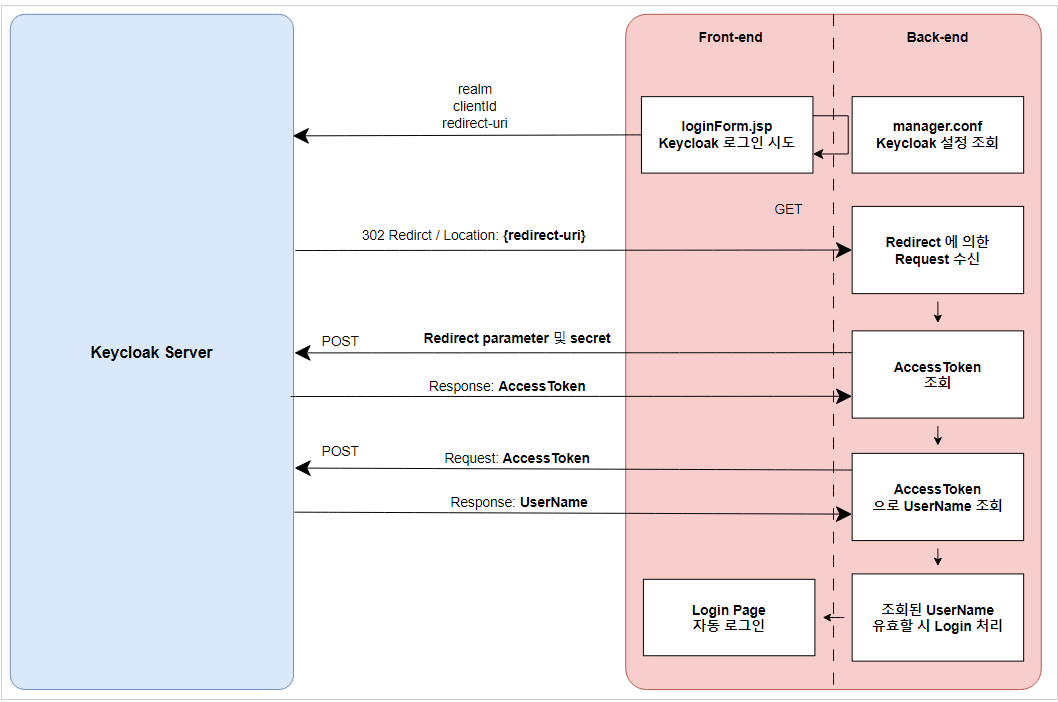 Front-end
Back-end
realm
clientId
redirect-uri
loginForm.jsp
Keycloak 로그인 시도
manager.conf
Keycloak 설정 조회
GET
302 Redirct / Location: {redirect-uri}
Redirect 에 의한
Request 수신
Keycloak Server
POST
Redirect parameter 및 secret
Response: AccessToken
AccessToken
조회
POST
Request: AccessToken
Response: UserName
AccessToken
으로 UserName 조회
Login Page
자동 로그인
조회된 UserName
유효할 시 Login 처리